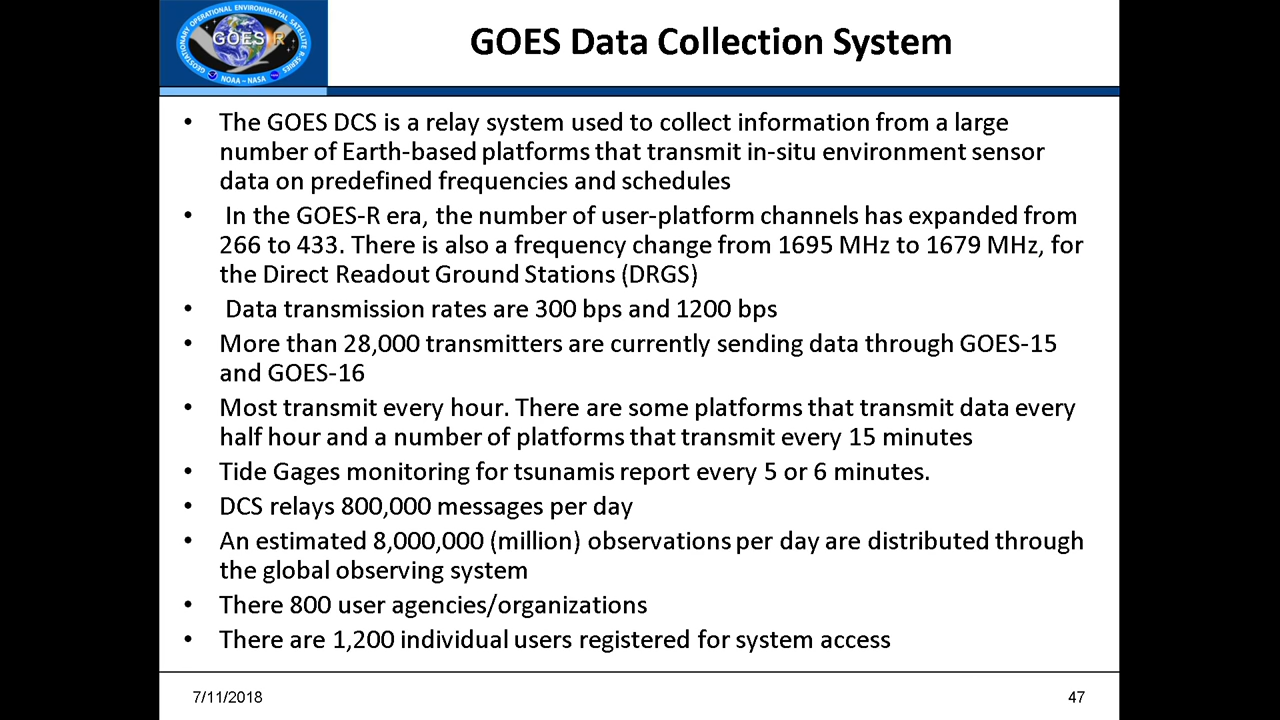 GEOSTATIONARY OPERATIONAL ENVIRONMENTAL SATELLITE R-SERIES
GOES R
NOAA – NASA
GOES Data Collection System
• The GOES DCS is a relay system used to collect information from a large
number of Earth-based platforms that transmit in-situ environment sensor
data on predefined frequencies and schedules
• In the GOES-R era, the number of user-platform channels has expanded from
266 to 433. There is also a frequency change from 1695 MHz to 1679 MHz, for
the Direct Readout Ground Stations (DRGS)
• Data transmission rates are 300 bps and 1200 bps
• More than 28,000 transmitters are currently sending data through GOES-15
and GOES-16
• Most transmit every hour. There are some platforms that transmit data every
half hour and a number of platforms that transmit every 15 minutes
• Tide Gages monitoring for tsunamis report every 5 or 6 minutes.
• DCS relays 800,000 messages per day
• An estimated 8,000,000 (million) observations per day are distributed through
the global observing system
• There 800 user agencies/organizations
• There are 1,200 individual users registered for system access
7/11/2018
47